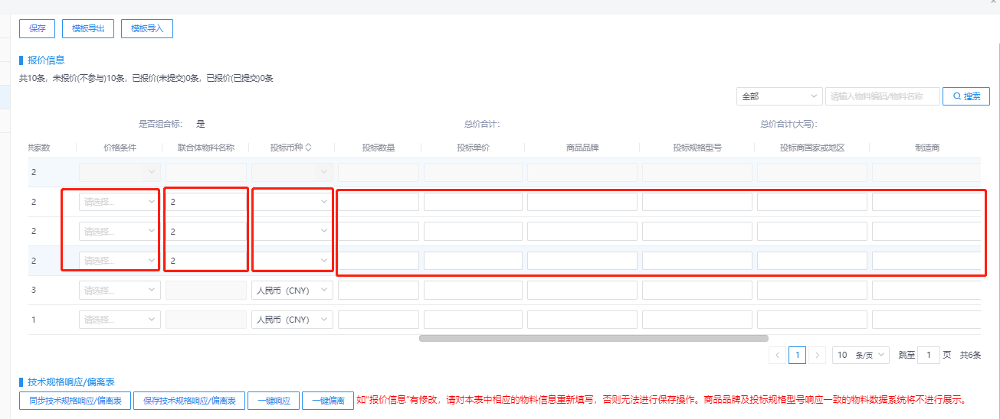 保存 模板导出 模板导入
报价信息
共10条，未报价(不参与)10条，已报价(未提交)0条，已报价(已提交)0条
全部 请输入物料编码/物料名称 搜索
是否组合标： 是 总价合计： 总价合计(大写)：
供家数 价格条件 联合体物料名称 投标币种 投标数量 投标单价 商品品牌 投标规格型号 投标商国家或地区 制造商
2
2 请选择... 2
2 请选择... 2
2 请选择... 2
3 请选择... 人民币（CNY）
1 请选择... 人民币（CNY）
1 10 条/页 跳至 1 页 共6条
技术规格响应/偏离表
同步技术规格响应/偏离表 保存技术规格响应/偏离表 一键响应 一键偏离 如"报价信息"有修改，请对本表中相应的物料信息重新填写，否则无法进行保存操作。商品品牌及投标规格型号响应一致的物料数据系统将不进行展示。